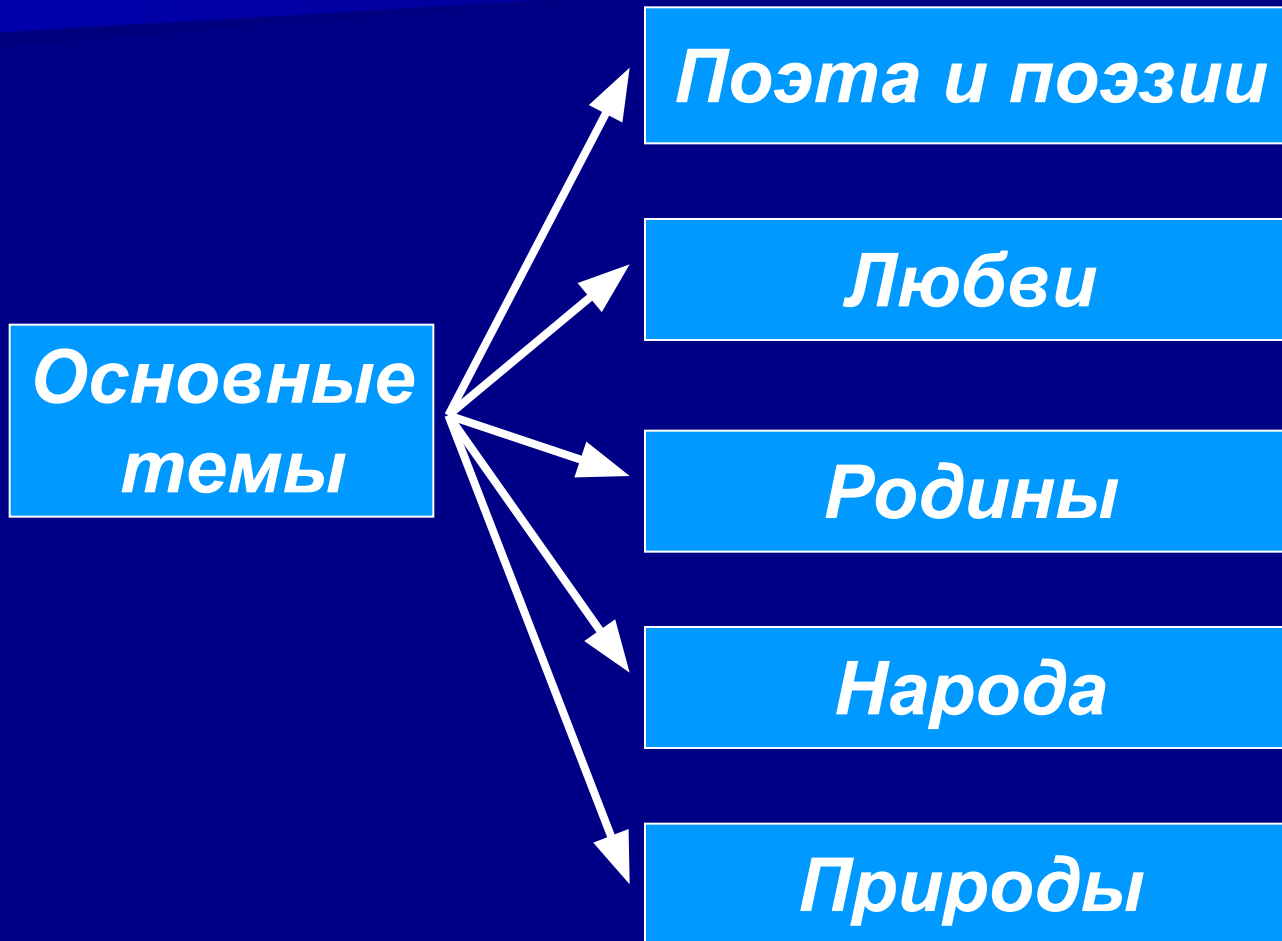 Основные
темы
Поэта и поэзии
Любви
Родины
Народа
Природы